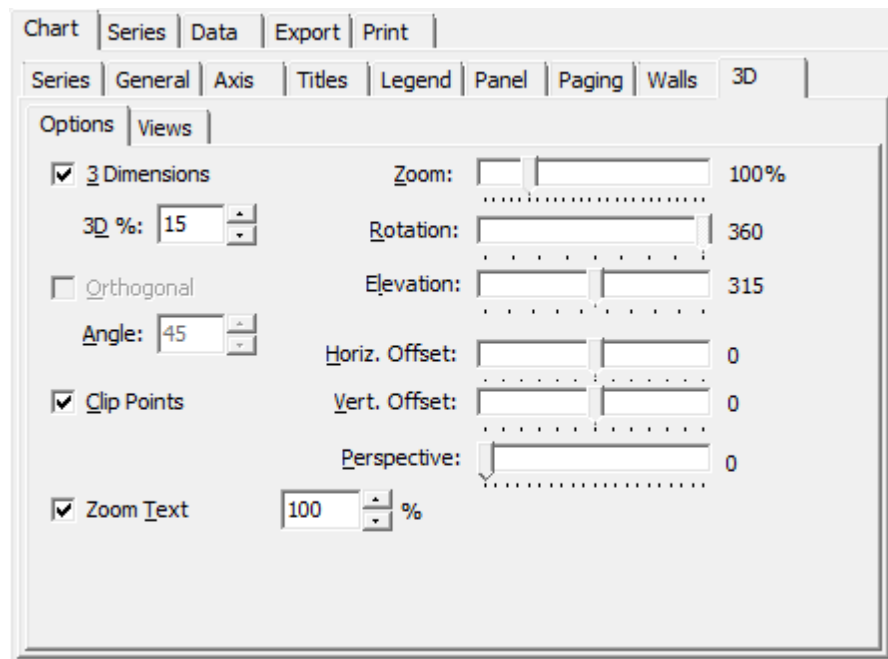 Chart Series Data Export Print
Series General Axis Titles Legend Panel Paging Walls 3D
Options Views
3 Dimensions Zoom: 100%
3D %: 15 Rotation: 360
Orthogonal Elevation: 315
Angle: 45 Horiz. Offset: 0
Clip Points Vert. Offset: 0
Perspective: 0
Zoom Text 100 %